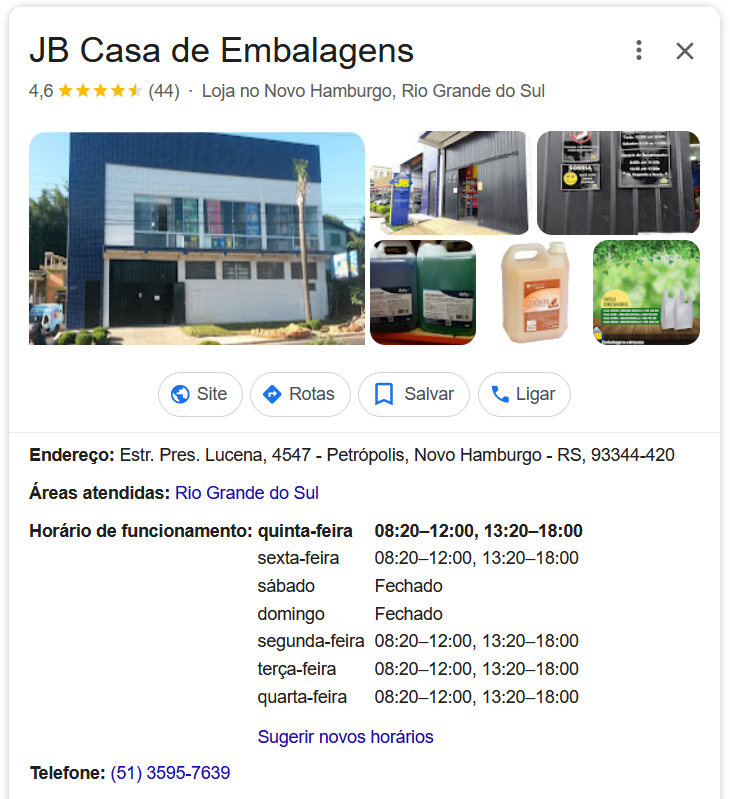 JB Casa de Embalagens
4,6 (44) · Loja no Novo Hamburgo, Rio Grande do Sul
JB
SORRIA
Site
Rotas
Salvar
Ligar
Endereço: Estr. Pres. Lucena, 4547 - Petrópolis, Novo Hamburgo - RS, 93344-420
Áreas atendidas: Rio Grande do Sul
Horário de funcionamento: quinta-feira 08:20–12:00, 13:20–18:00
sexta-feira 08:20–12:00, 13:20–18:00
sábado Fechado
domingo Fechado
segunda-feira 08:20–12:00, 13:20–18:00
terça-feira 08:20–12:00, 13:20–18:00
quarta-feira 08:20–12:00, 13:20–18:00
Sugerir novos horários
Telefone: (51) 3595-7639